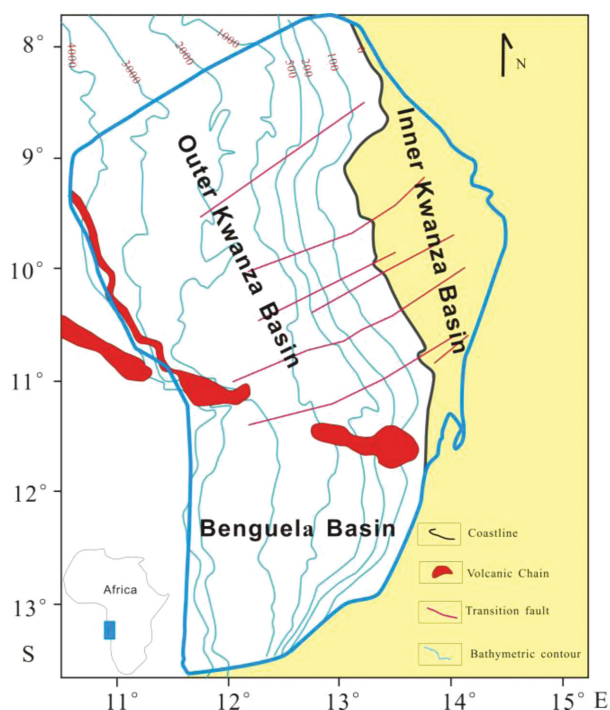 8°
9°
10°
11°
12°
13°
S
4000
3000
2000
1000
500
200
100
0
N
Outer Kwanza Basin
Inner Kwanza Basin
Benguela Basin
Africa
Coastline
Volcanic Chain
Transition fault
Bathymetric contour
11°
12°
13°
14°
15°
E